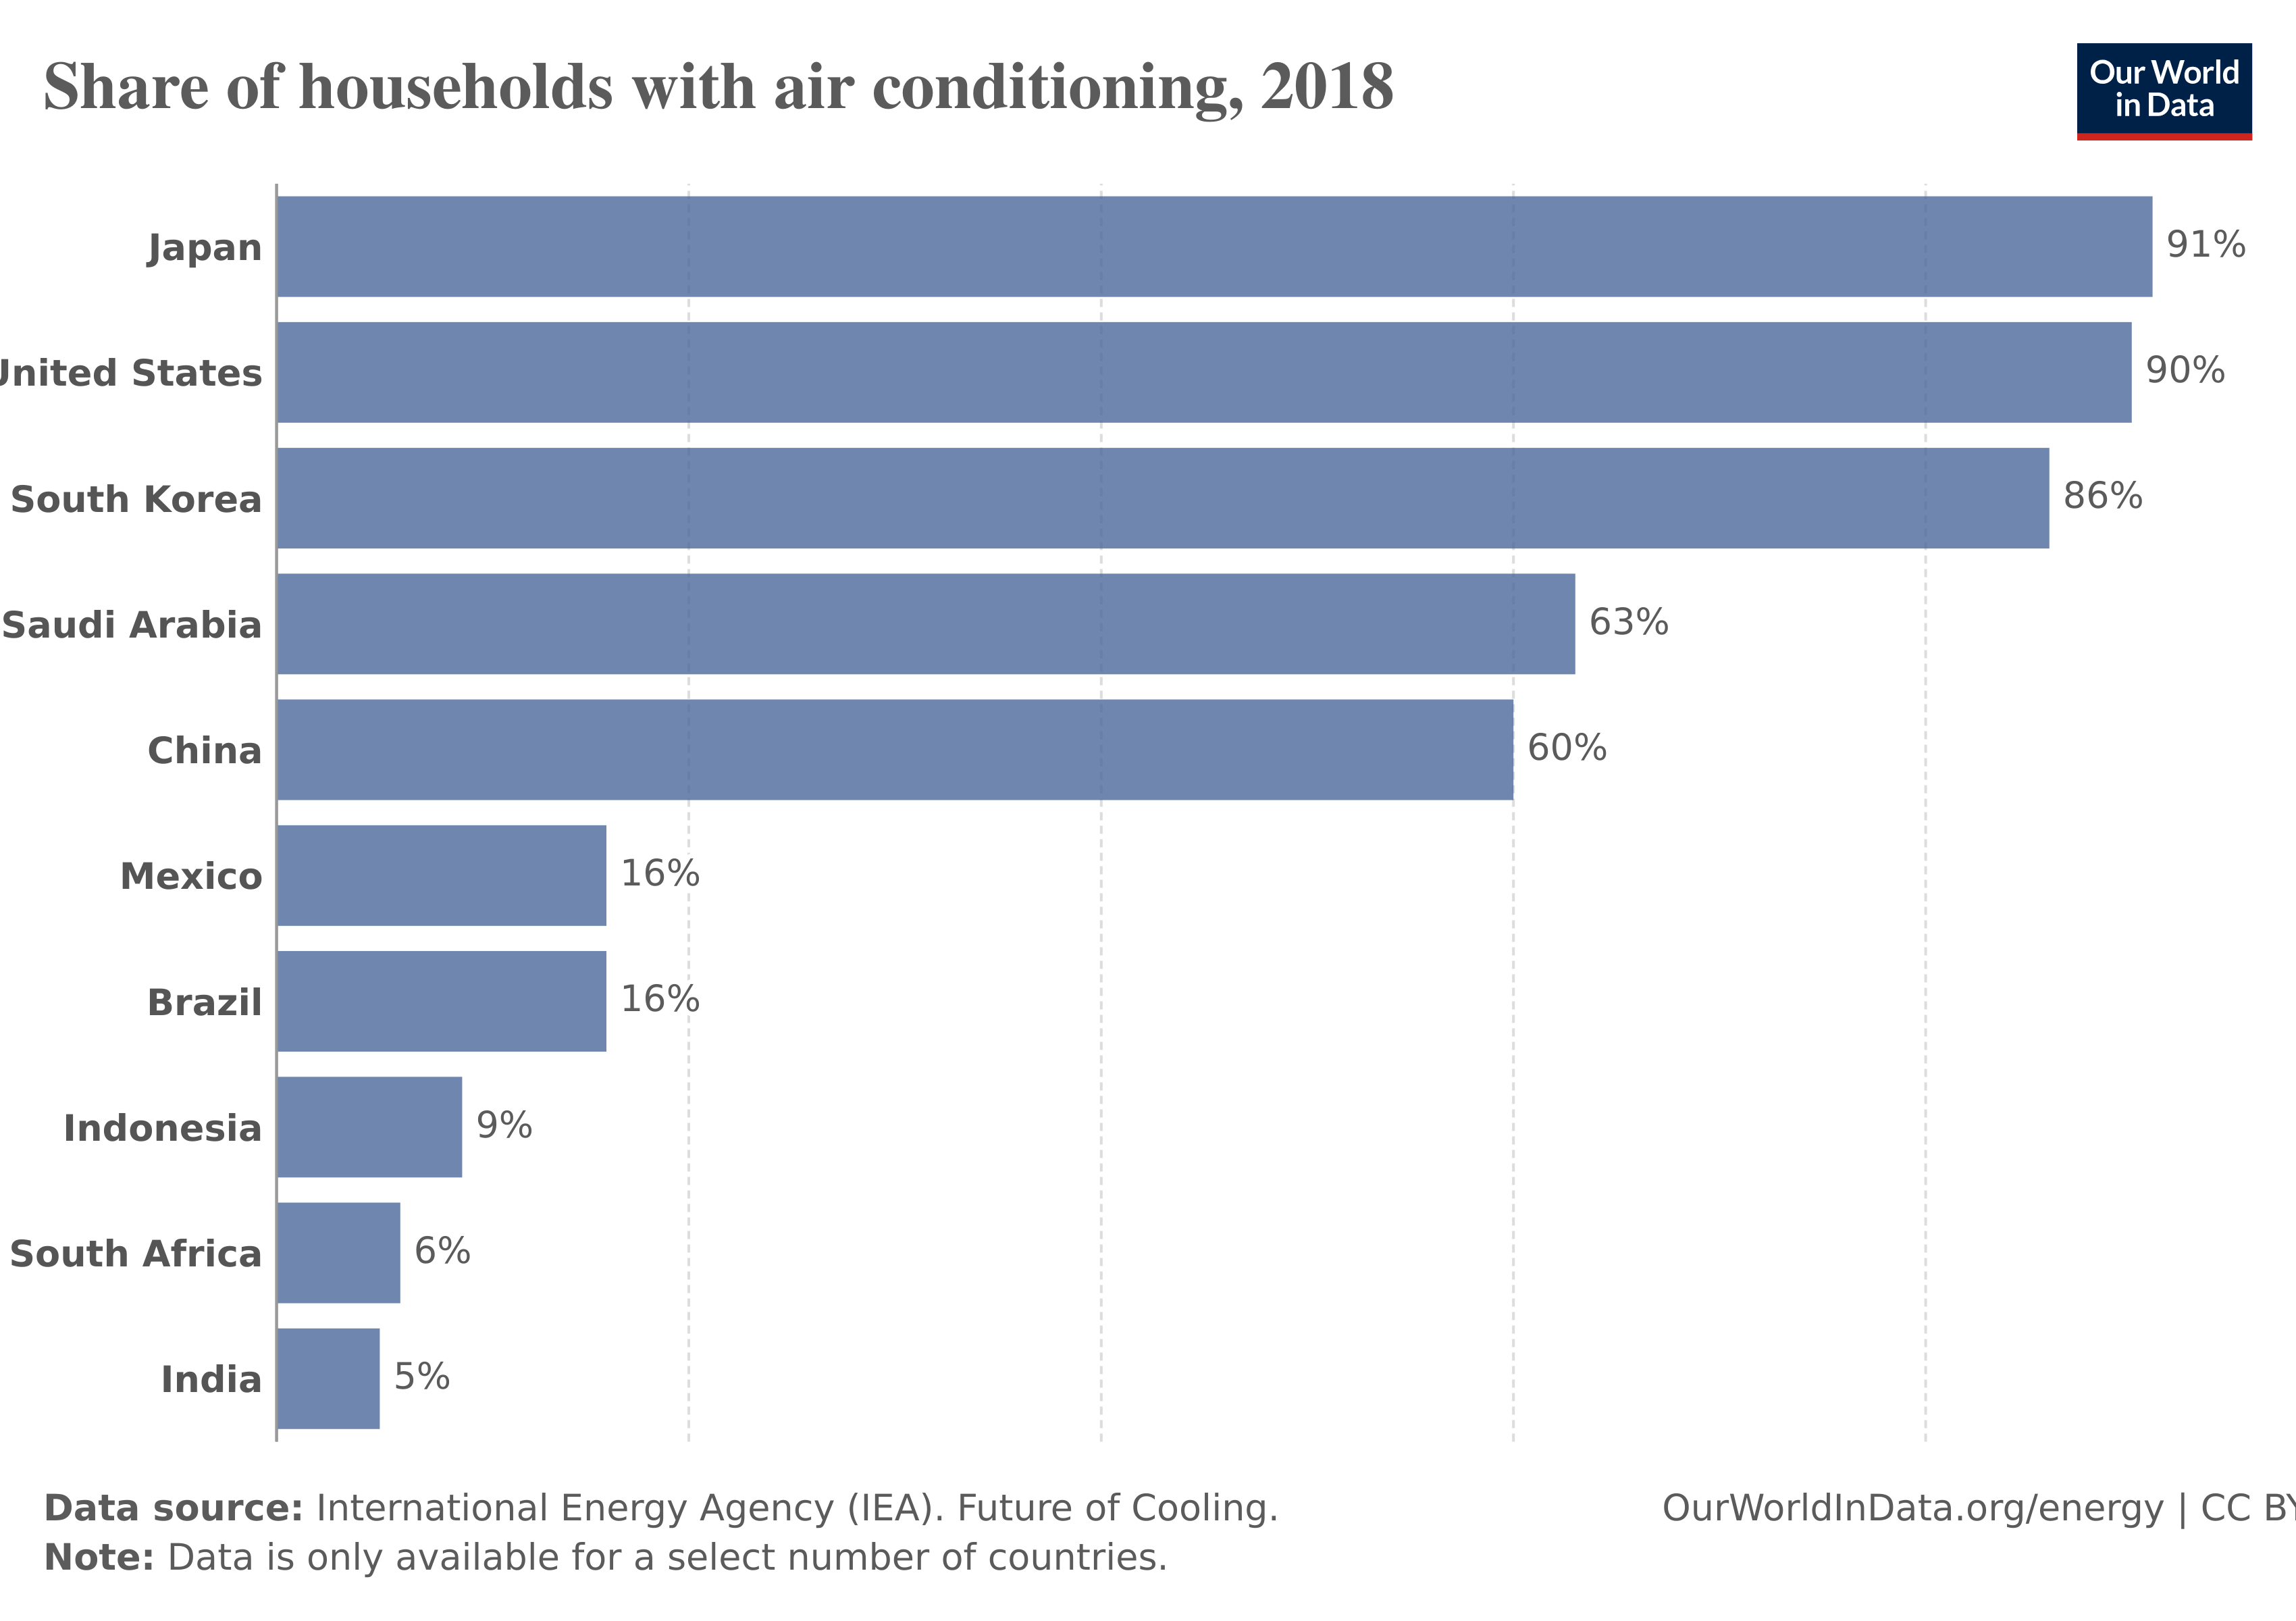 Share of households with air conditioning, 2018
Our World
in Data
Japan 91%
United States 90%
South Korea 86%
Saudi Arabia 63%
China 60%
Mexico 16%
Brazil 16%
Indonesia 9%
South Africa 6%
India 5%
Data source: International Energy Agency (IEA). Future of Cooling.
OurWorldInData.org/energy | CC BY
Note: Data is only available for a select number of countries.